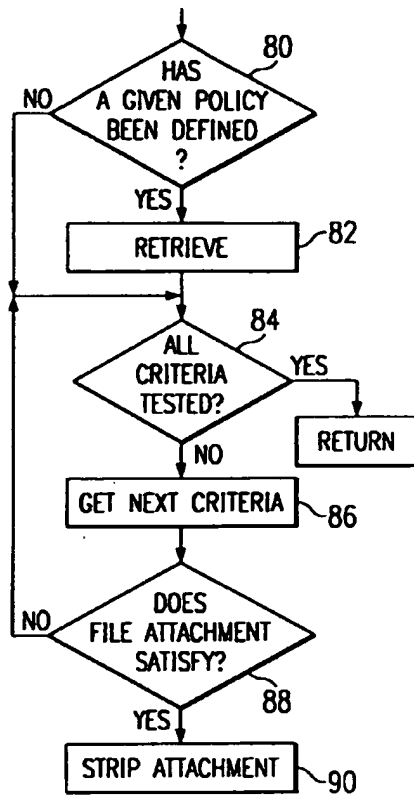 80
HAS
A GIVEN POLICY
BEEN DEFINED
?
NO
YES
RETRIEVE
82
84
ALL
CRITERIA
TESTED?
YES
RETURN
NO
GET NEXT CRITERIA
86
DOES
FILE ATTACHMENT
SATISFY?
NO
88
YES
STRIP ATTACHMENT
90